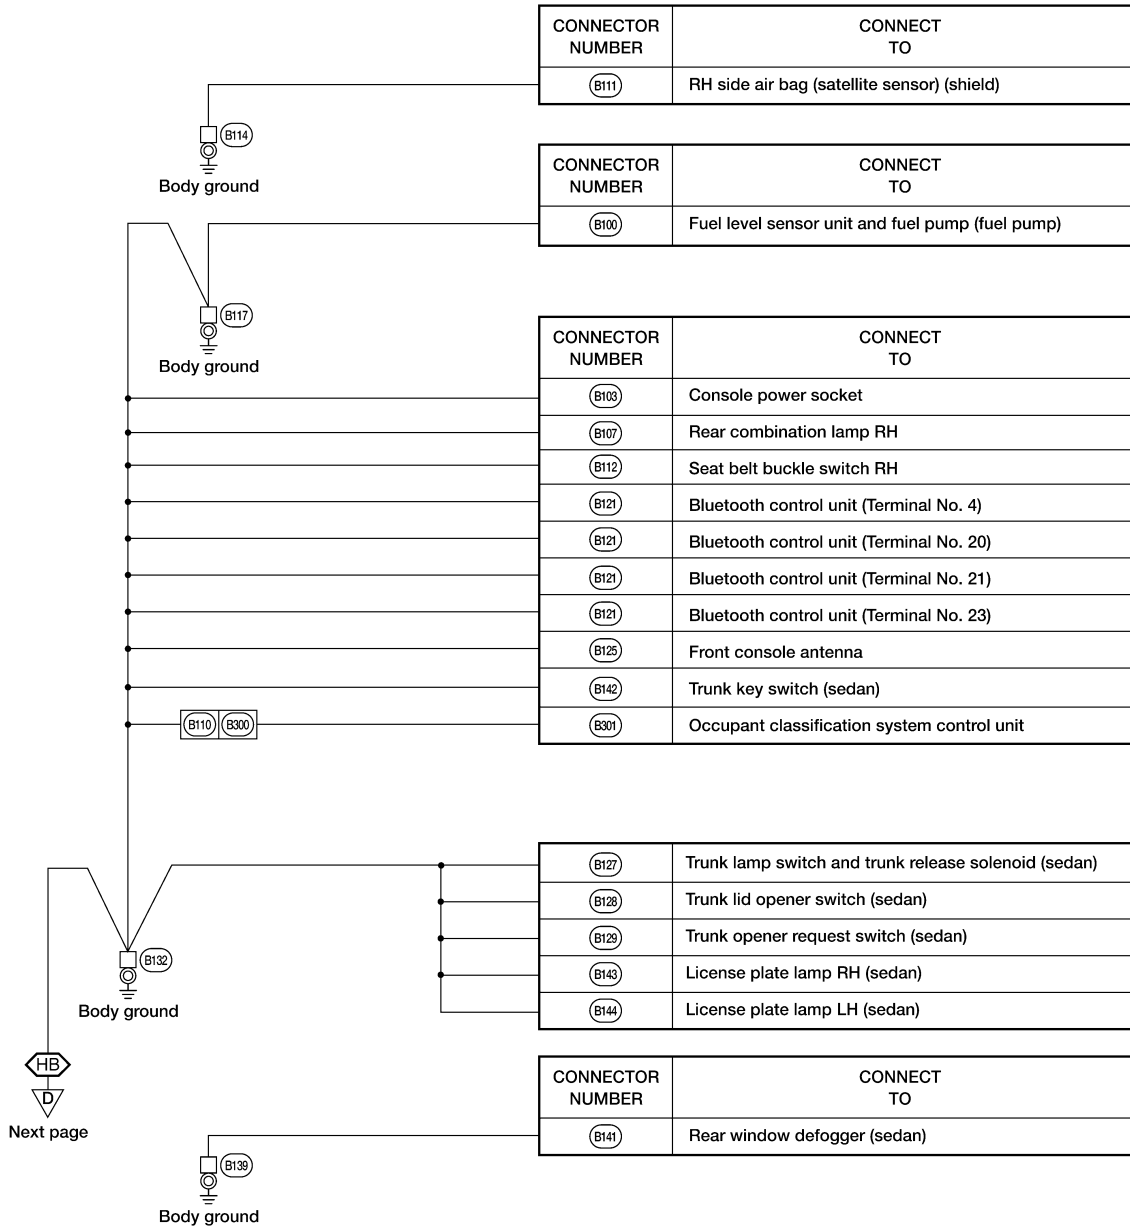 CONNECTOR NUMBER CONNECT TO
B111 RH side air bag (satellite sensor) (shield)
B114
Body ground
CONNECTOR NUMBER CONNECT TO
B100 Fuel level sensor unit and fuel pump (fuel pump)
B117
Body ground
CONNECTOR NUMBER CONNECT TO
B103 Console power socket
B107 Rear combination lamp RH
B112 Seat belt buckle switch RH
B121 Bluetooth control unit (Terminal No. 4)
B121 Bluetooth control unit (Terminal No. 20)
B121 Bluetooth control unit (Terminal No. 21)
B121 Bluetooth control unit (Terminal No. 23)
B125 Front console antenna
B142 Trunk key switch (sedan)
B110 B300 B301 Occupant classification system control unit
B127 Trunk lamp switch and trunk release solenoid (sedan)
B128 Trunk lid opener switch (sedan)
B129 Trunk opener request switch (sedan)
B132
B143 License plate lamp RH (sedan)
Body ground
B144 License plate lamp LH (sedan)
HB
D
Next page
CONNECTOR NUMBER CONNECT TO
B141 Rear window defogger (sedan)
B139
Body ground